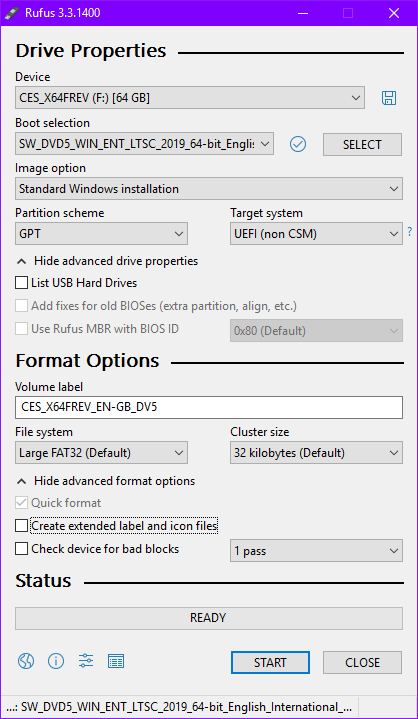 Rufus 3.3.1400
Drive Properties
Device
CES_X64FREV (F:) [64 GB]
Boot selection
SW_DVD5_WIN_ENT_LTSC_2019_64-bit_Englis
SELECT
Image option
Standard Windows installation
Partition scheme
Target system
GPT
UEFI (non CSM)
?
Hide advanced drive properties
List USB Hard Drives
Add fixes for old BIOSes (extra partition, align, etc.)
Use Rufus MBR with BIOS ID
0x80 (Default)
Format Options
Volume label
CES_X64FREV_EN-GB_DV5
File system
Cluster size
Large FAT32 (Default)
32 kilobytes (Default)
Hide advanced format options
Quick format
Create extended label and icon files
Check device for bad blocks
1 pass
Status
READY
START
CLOSE
...: SW_DVD5_WIN_ENT_LTSC_2019_64-bit_English_International_...